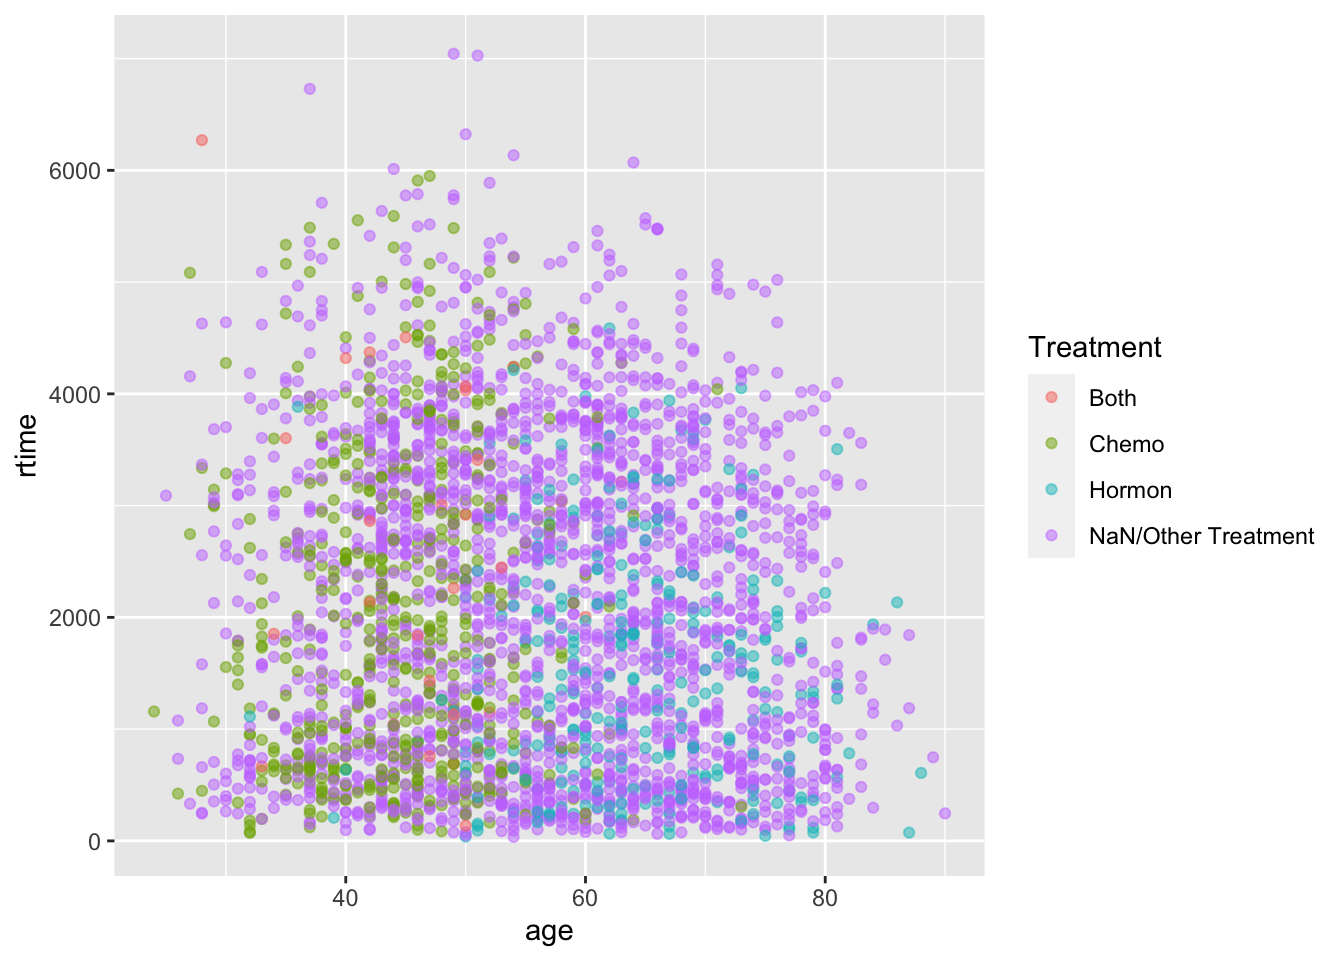 6000
4000
2000
0
rtime
40
60
80
age
Treatment
Both
Chemo
Hormon
NaN/Other Treatment